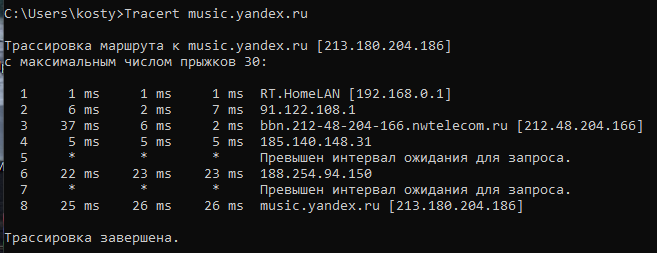 C:\Users\kosty>Tracert music.yandex.ru
Трассировка маршрута к music.yandex.ru [213.180.204.186]
с максимальным числом прыжков 30:
1 1 ms 1 ms 1 ms RT.HomeLAN [192.168.0.1]
2 6 ms 2 ms 7 ms 91.122.108.1
3 37 ms 6 ms 2 ms bbn.212-48-204-166.nwtelecom.ru [212.48.204.166]
4 5 ms 5 ms 5 ms 185.140.148.31
5 * * * Превышен интервал ожидания для запроса.
6 22 ms 23 ms 23 ms 188.254.94.150
7 * * * Превышен интервал ожидания для запроса.
8 25 ms 26 ms 26 ms music.yandex.ru [213.180.204.186]
Трассировка завершена.